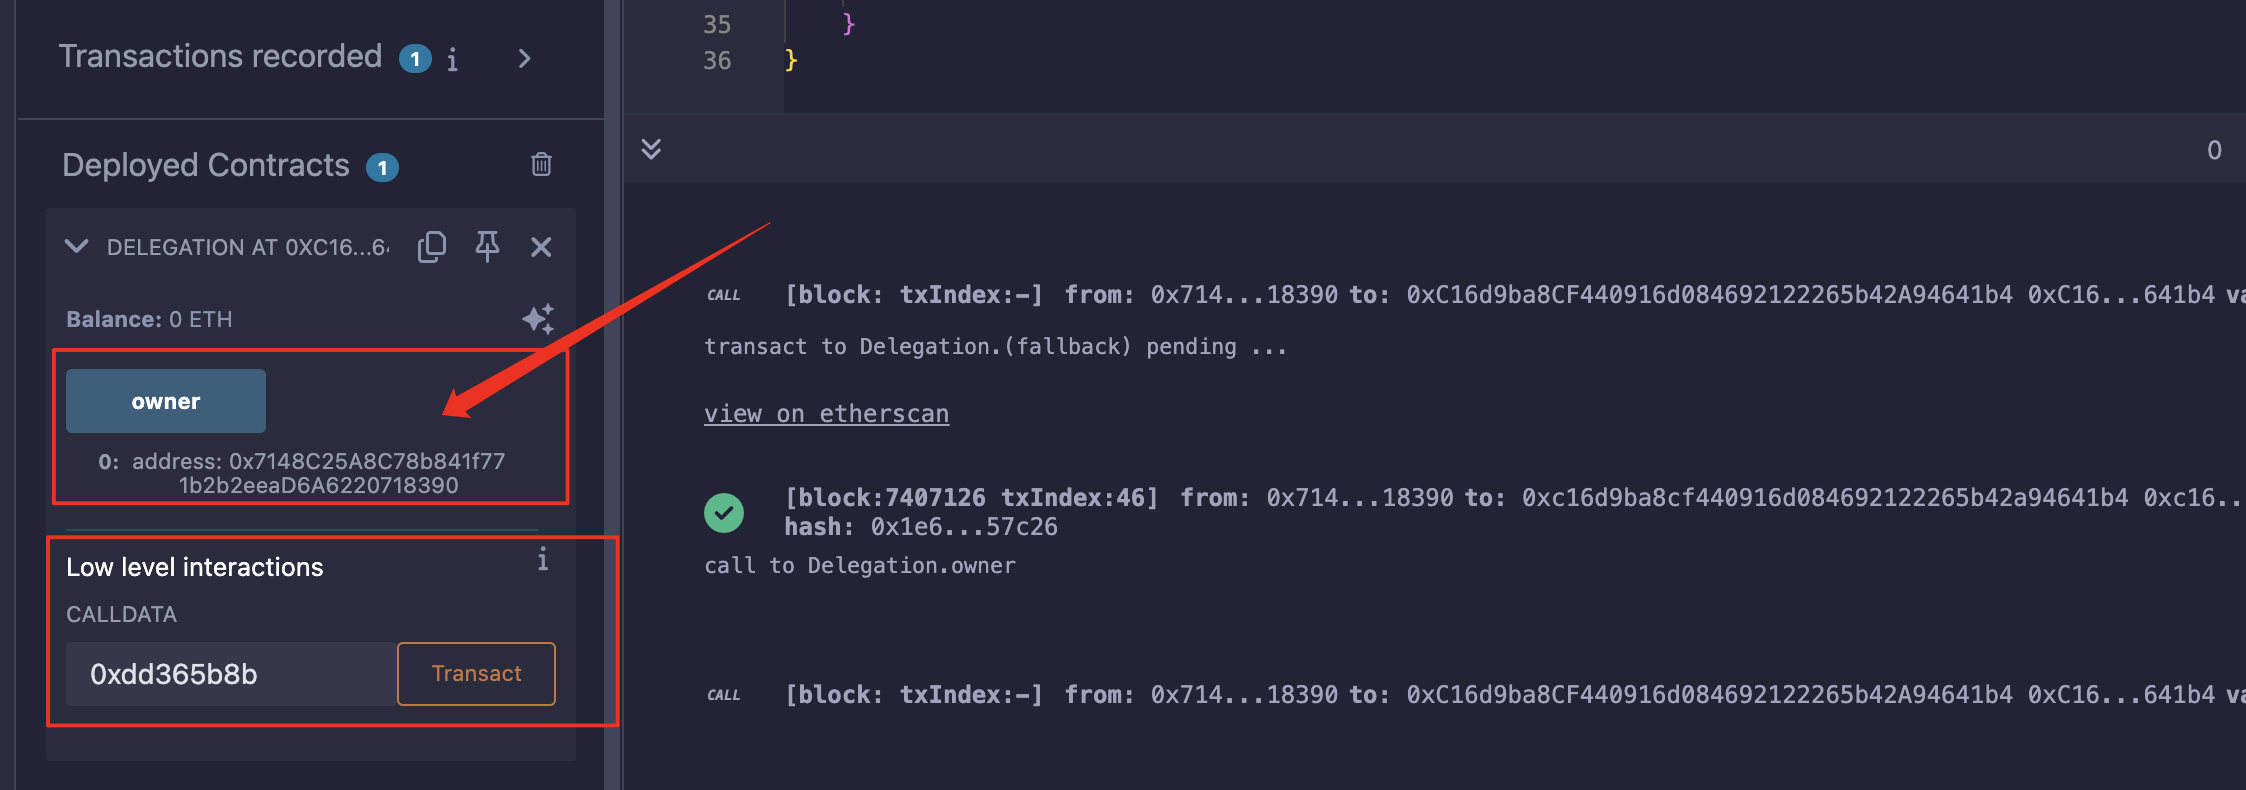 Transactions recorded 1 i
Deployed Contracts 1
DELEGATION AT 0XC16...64
Balance: 0 ETH
owner
0: address: 0x7148C25A8C78b841f77
1b2b2eeaD6A6220718390
Low level interactions i
CALLDATA
0xdd365b8b Transact
35 }
36 }
0
CALL [block: txIndex:-] from: 0x714...18390 to: 0xC16d9ba8CF440916d084692122265b42A94641b4 0xC16...641b4 va
transact to Delegation.(fallback) pending ...
view on etherscan
[block:7407126 txIndex:46] from: 0x714...18390 to: 0xc16d9ba8cf440916d084692122265b42a94641b4 0xc16..
hash: 0x1e6...57c26
call to Delegation.owner
CALL [block: txIndex:-] from: 0x714...18390 to: 0xC16d9ba8CF440916d084692122265b42A94641b4 0xC16...641b4 va